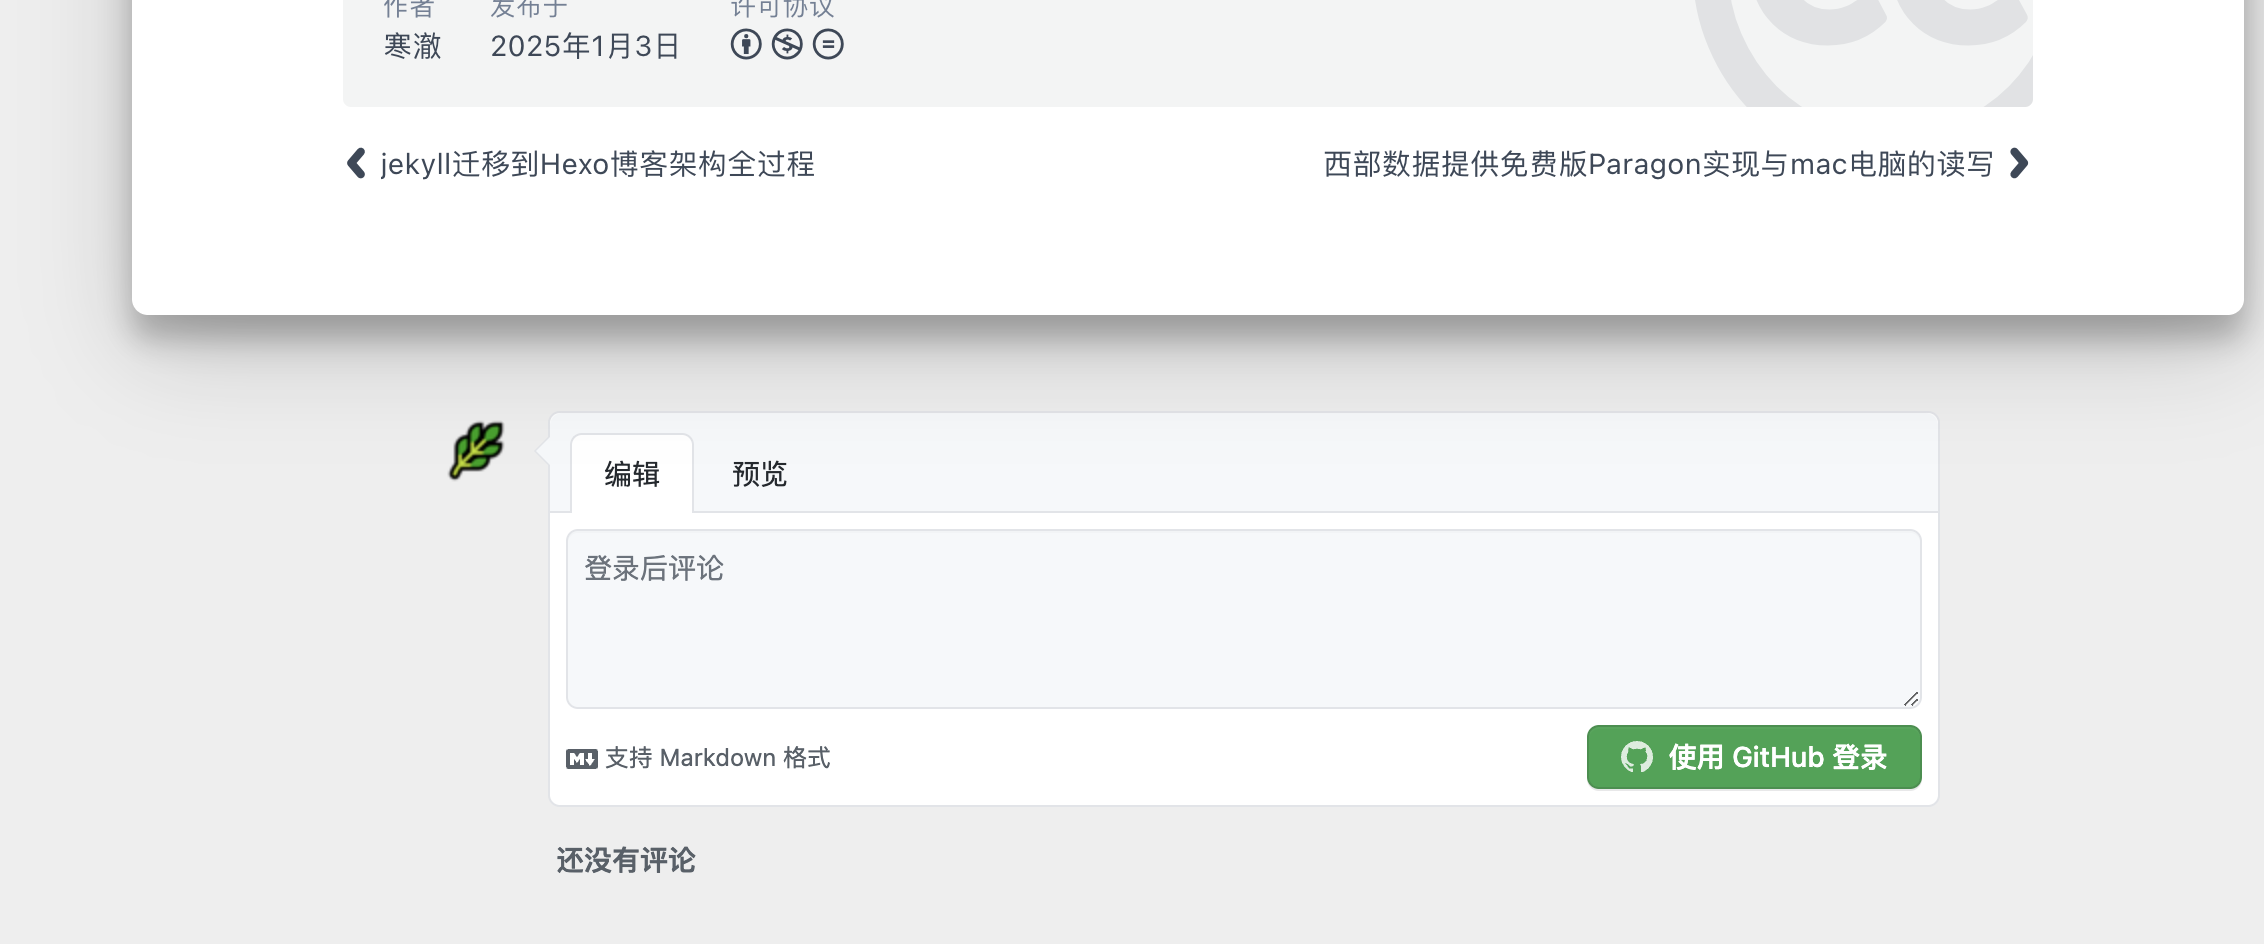 作者 发布于 许可协议
寒澈 2025年1月3日
jekyll迁移到Hexo博客架构全过程 西部数据提供免费版Paragon实现与mac电脑的读写
编辑 预览
登录后评论
支持 Markdown 格式 使用 GitHub 登录
还没有评论